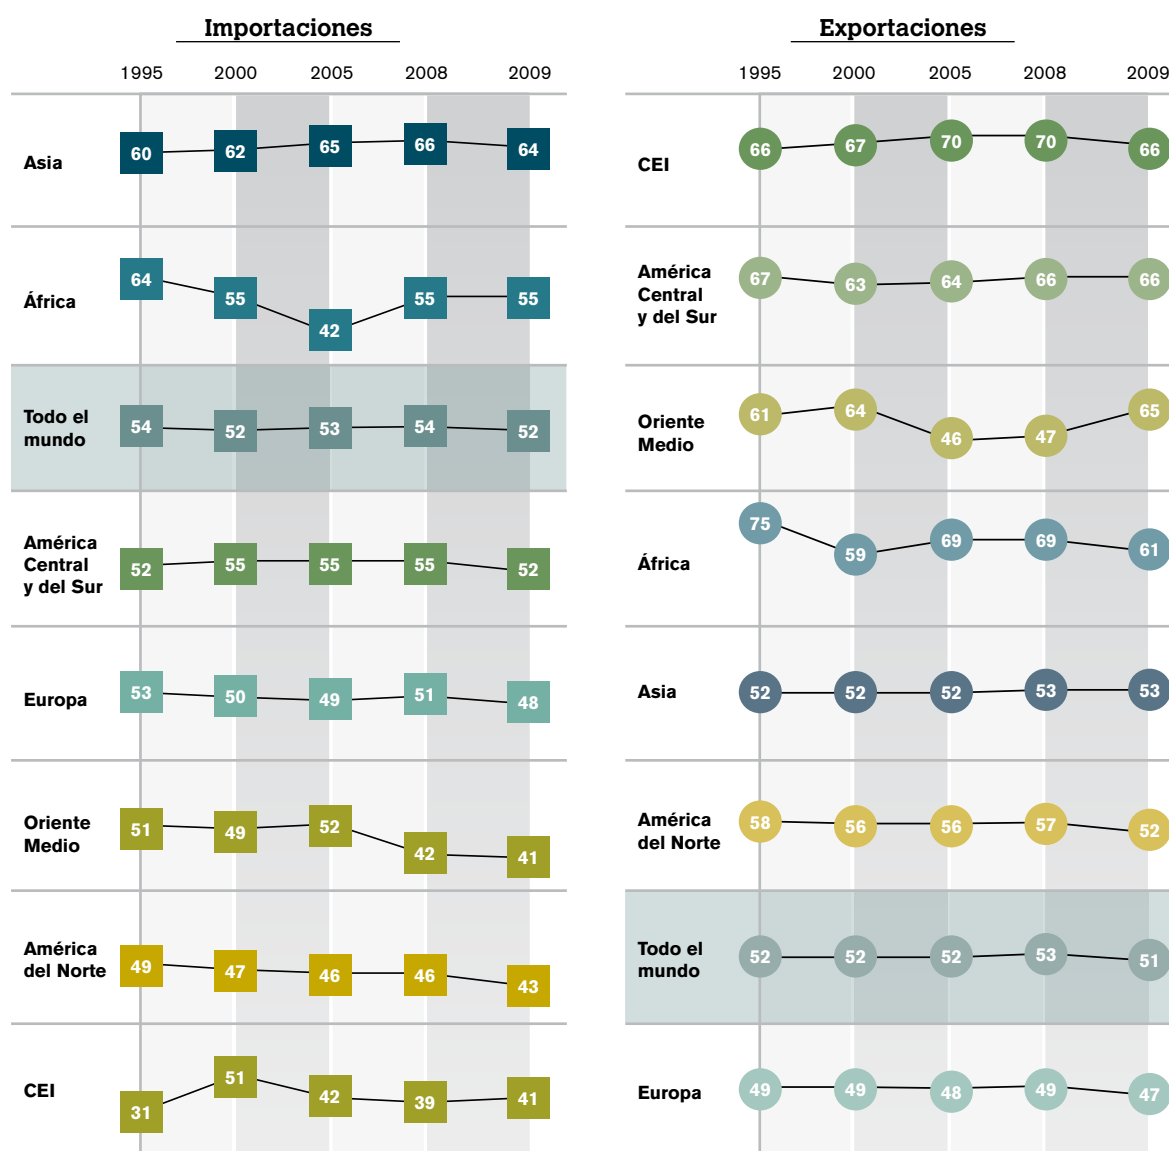 Importaciones
1995 2000 2005 2008 2009
Asia
60 62 65 66 64
África
64 55 42 55 55
Todo el
mundo
54 52 53 54 52
América
Central
y del Sur
52 55 55 55 52
Europa
53 50 49 51 48
Oriente
Medio
51 49 52 42 41
América
del Norte
49 47 46 46 43
CEI
31 51 42 39 41
Exportaciones
1995 2000 2005 2008 2009
CEI
66 67 70 70 66
América
Central
y del Sur
67 63 64 66 66
Oriente
Medio
61 64 46 47 65
África
75 59 69 69 61
Asia
52 52 52 53 53
América
del Norte
58 56 56 57 52
Todo el
mundo
52 52 52 53 51
Europa
49 49 48 49 47